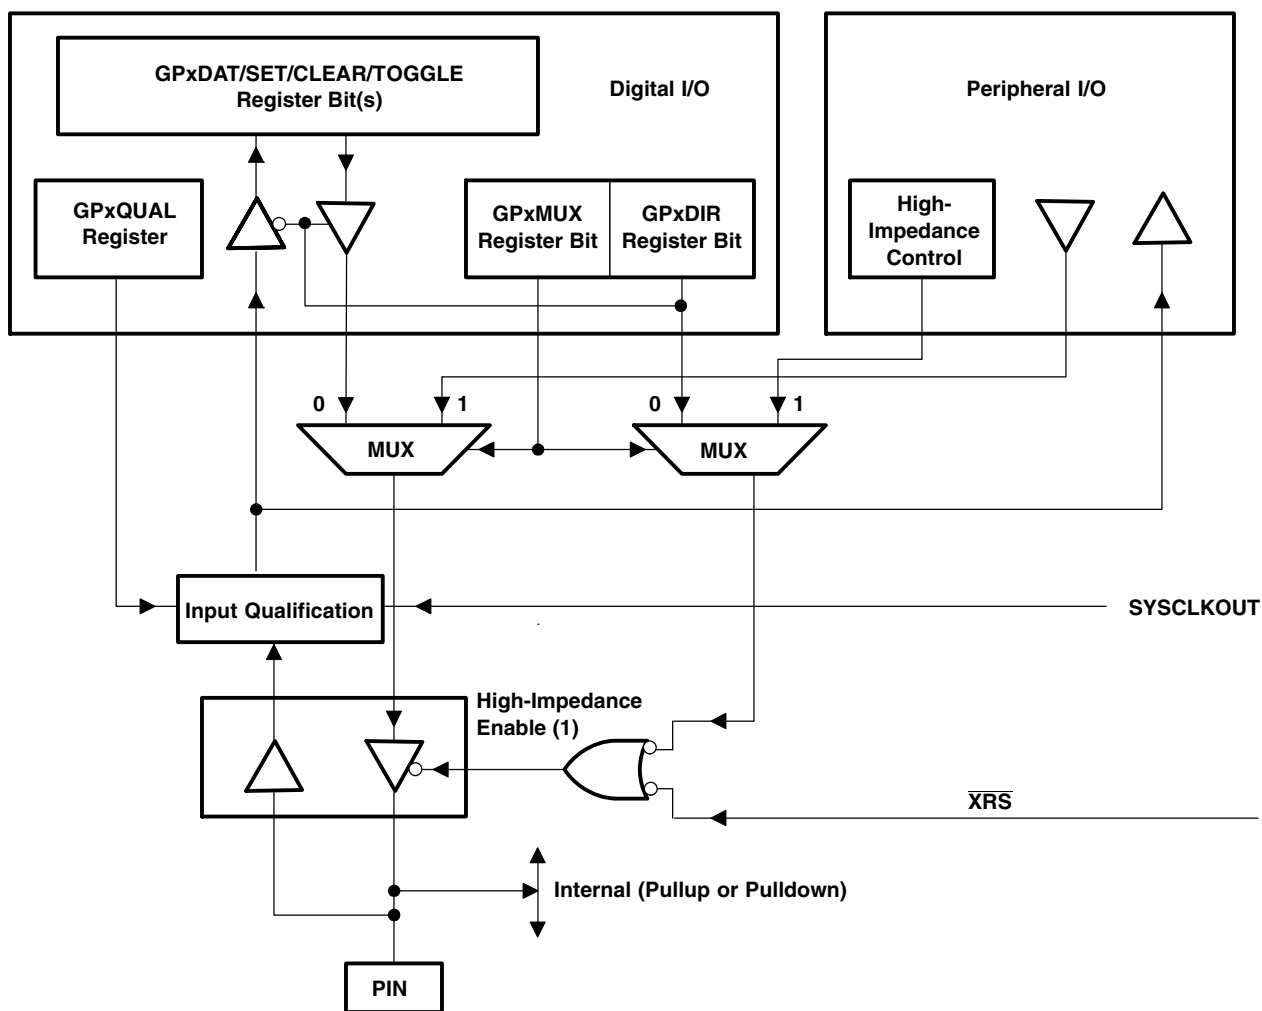 GPxDAT/SET/CLEAR/TOGGLE
Register Bit(s)
Digital I/O
Peripheral I/O
GPxQUAL
Register
GPxMUX
Register Bit
GPxDIR
Register Bit
High-
Impedance
Control
0
1
0
1
MUX
MUX
Input Qualification
SYSCLKOUT
High-Impedance
Enable (1)
XRS
Internal (Pullup or Pulldown)
PIN